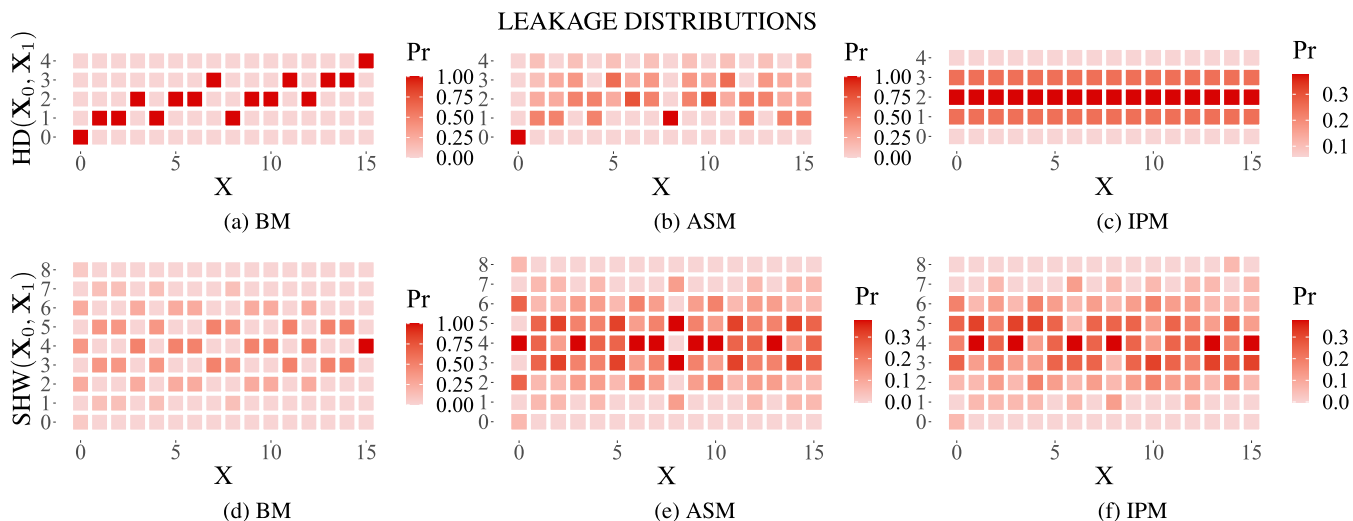 LEAKAGE DISTRIBUTIONS
HD(X₀, X₁)
4
3
2
1
0
0 5 10 15
X
Pr
1.00
0.75
0.50
0.25
0.00
(a) BM
4
3
2
1
0
0 5 10 15
X
Pr
1.00
0.75
0.50
0.25
0.00
(b) ASM
4
3
2
1
0
0 5 10 15
X
Pr
0.3
0.2
0.1
(c) IPM
SHW(X₀, X₁)
8
7
6
5
4
3
2
1
0
0 5 10 15
X
Pr
1.00
0.75
0.50
0.25
0.00
(d) BM
8
7
6
5
4
3
2
1
0
0 5 10 15
X
Pr
0.3
0.2
0.1
0.0
(e) ASM
8
7
6
5
4
3
2
1
0
0 5 10 15
X
Pr
0.3
0.2
0.1
0.0
(f) IPM